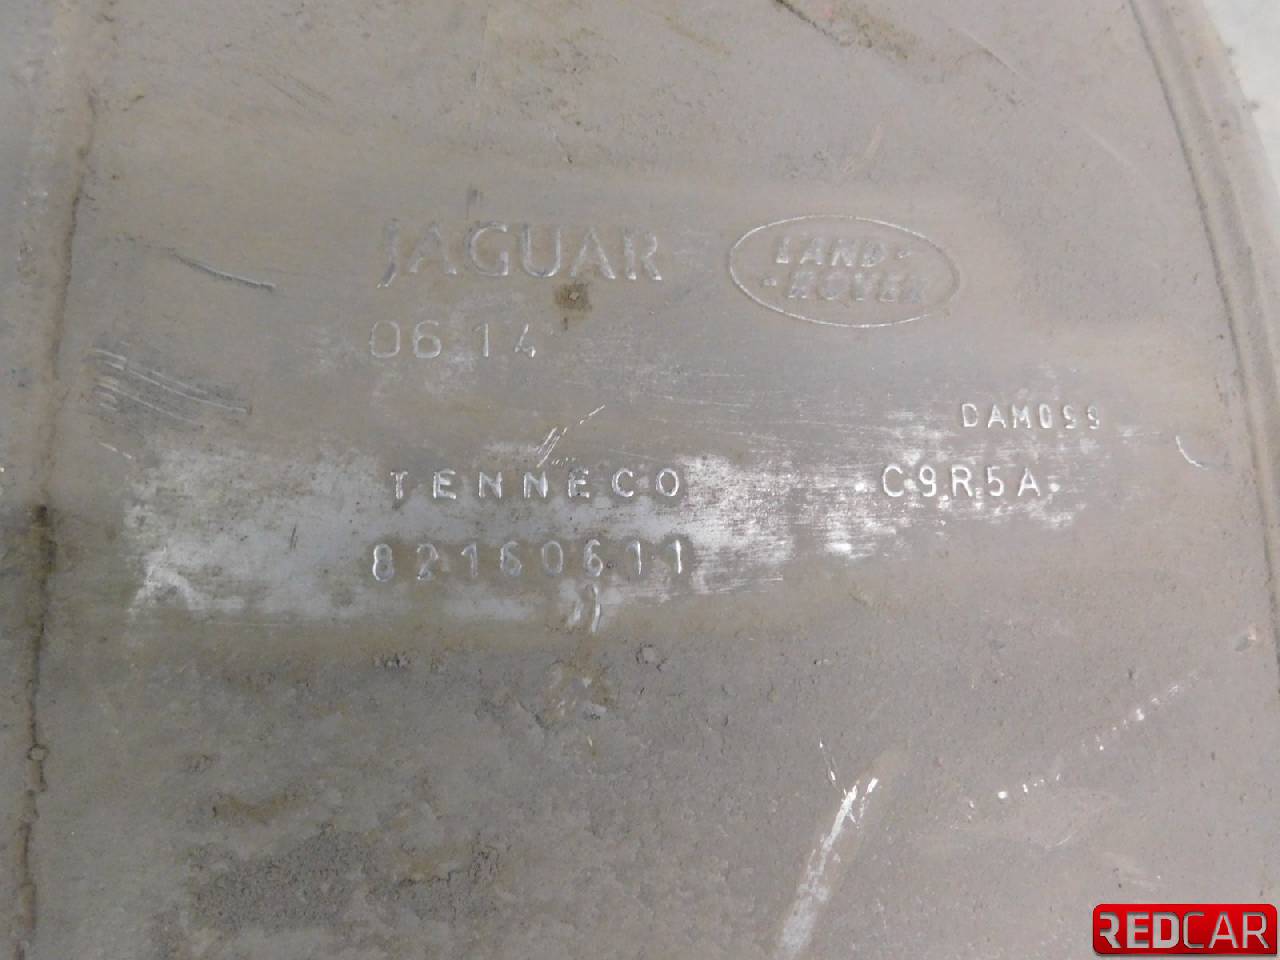 JAGUAR
LAND-
-ROVER
06 14
DAM099
TENNECO
C9R5A
82160611
REDCAR